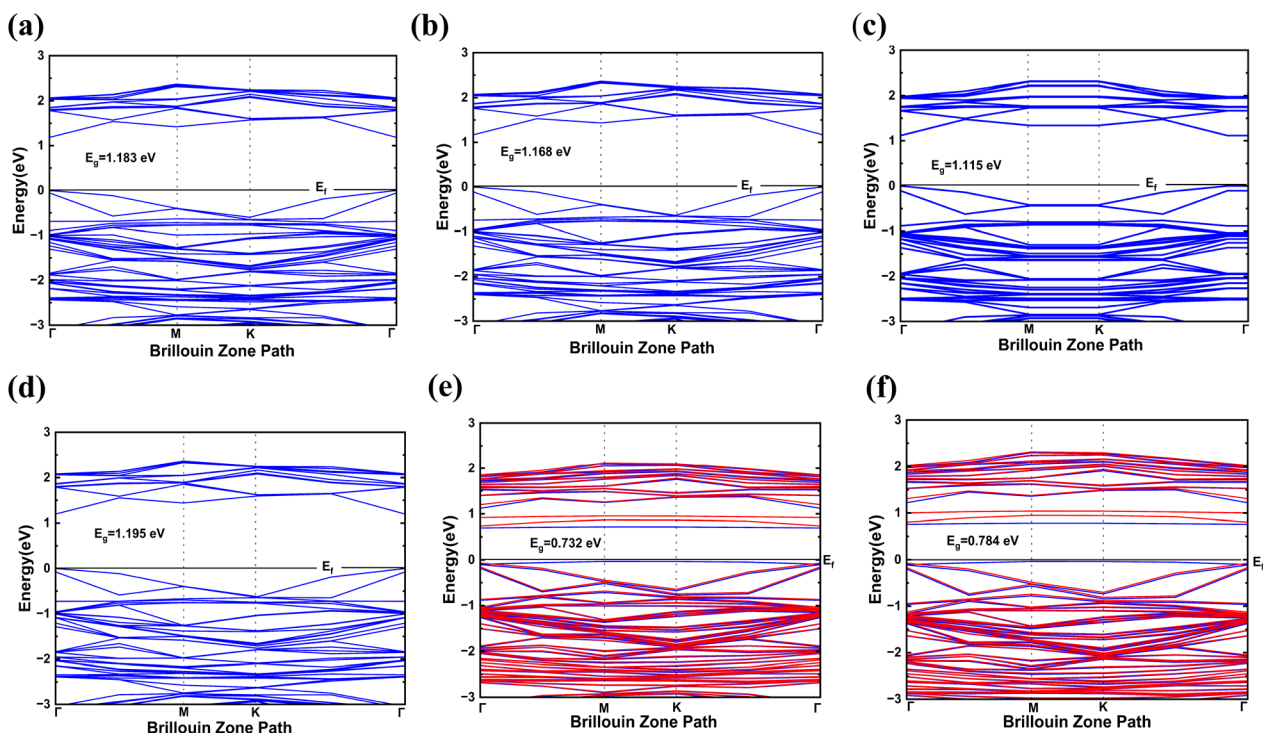 (a)
3
2
1
0
−1
−2
−3
Energy(eV)
E_g=1.183 eV
E_f
Γ M K Γ
Brillouin Zone Path
(b)
3
2
1
0
−1
−2
−3
Energy(eV)
E_g=1.168 eV
E_f
Γ M K Γ
Brillouin Zone Path
(c)
3
2
1
0
−1
−2
−3
Energy(eV)
E_g=1.115 eV
E_f
Γ M K Γ
Brillouin Zone Path
(d)
3
2
1
0
−1
−2
−3
Energy(eV)
E_g=1.195 eV
E_f
Γ M K Γ
Brillouin Zone Path
(e)
3
2
1
0
−1
−2
−3
Energy(eV)
E_g=0.732 eV
E_f
Γ M K Γ
Brillouin Zone Path
(f)
3
2
1
0
−1
−2
−3
Energy(eV)
E_g=0.784 eV
E_f
Γ M K Γ
Brillouin Zone Path